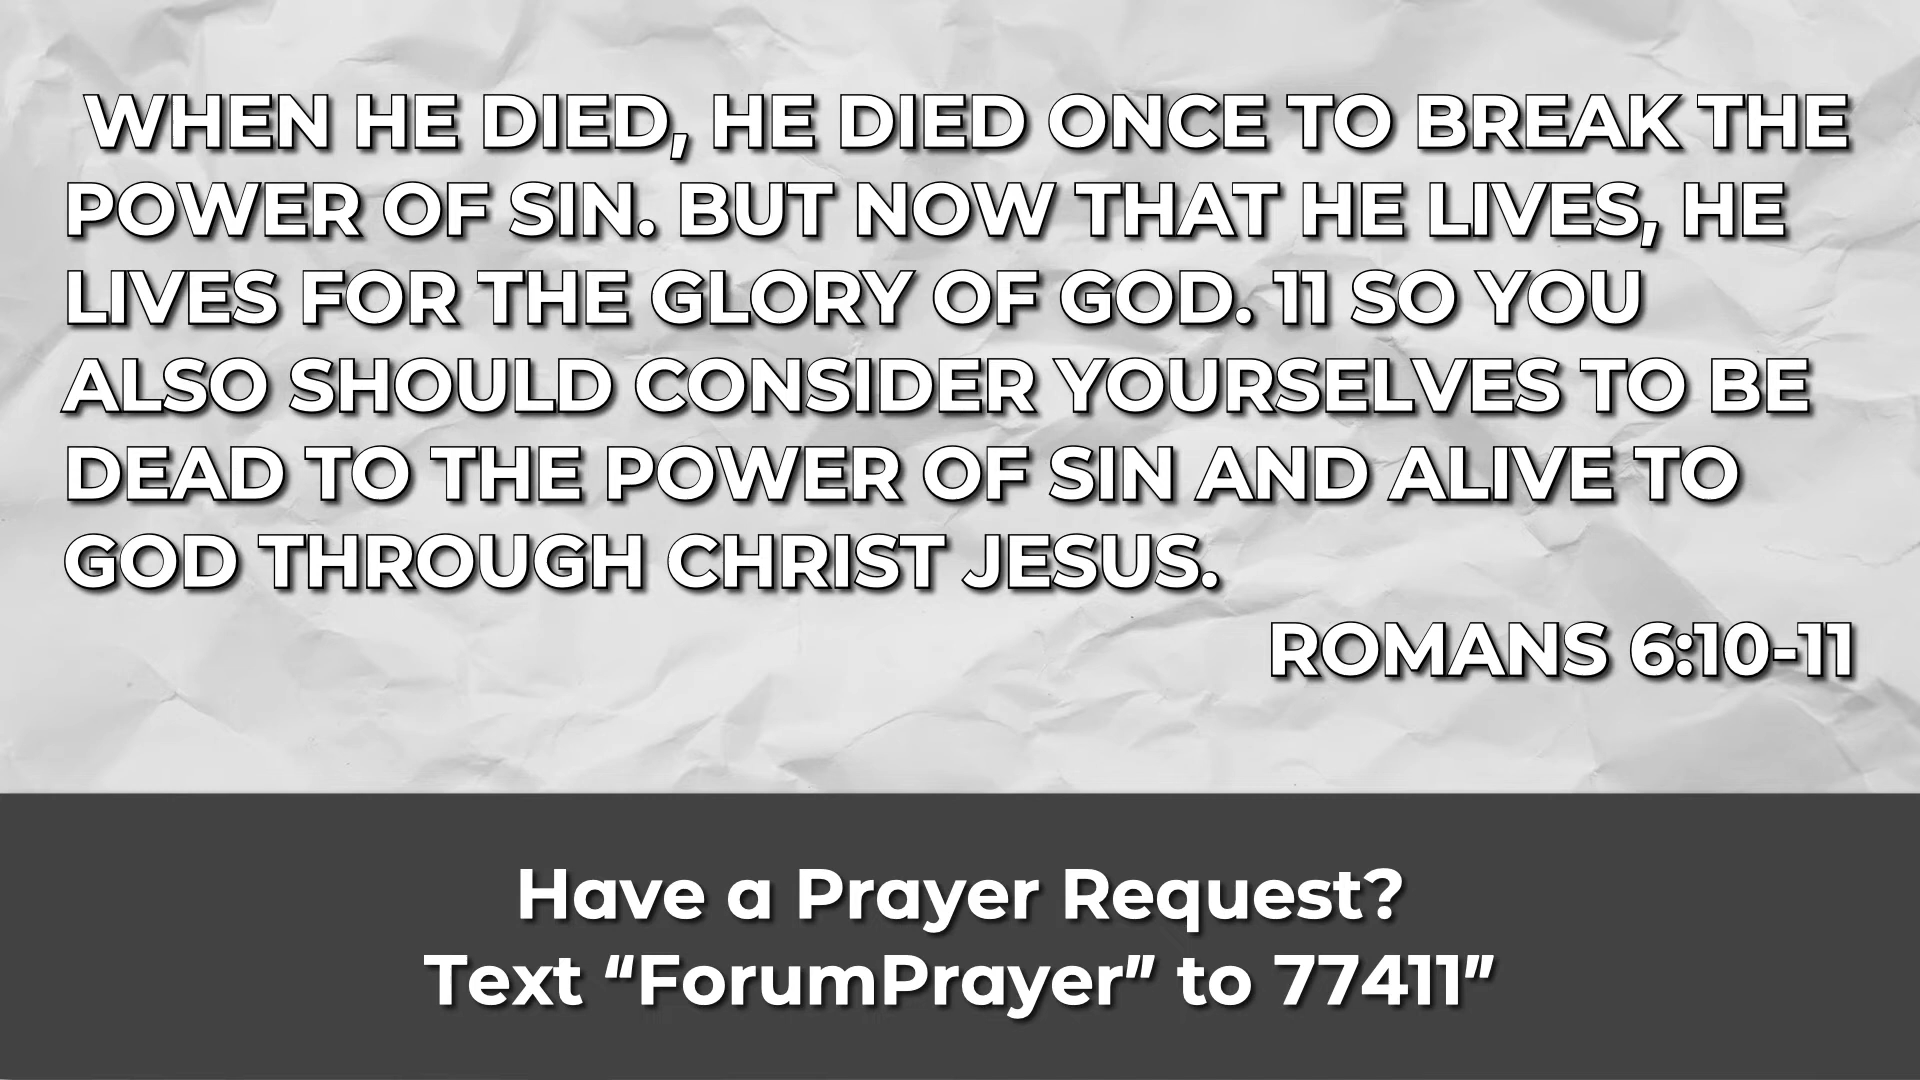 WHEN HE DIED, HE DIED ONCE TO BREAK THE
POWER OF SIN. BUT NOW THAT HE LIVES, HE
LIVES FOR THE GLORY OF GOD. 11 SO YOU
ALSO SHOULD CONSIDER YOURSELVES TO BE
DEAD TO THE POWER OF SIN AND ALIVE TO
GOD THROUGH CHRIST JESUS.
ROMANS 6:10-11
Have a Prayer Request?
Text “ForumPrayer” to 77411”